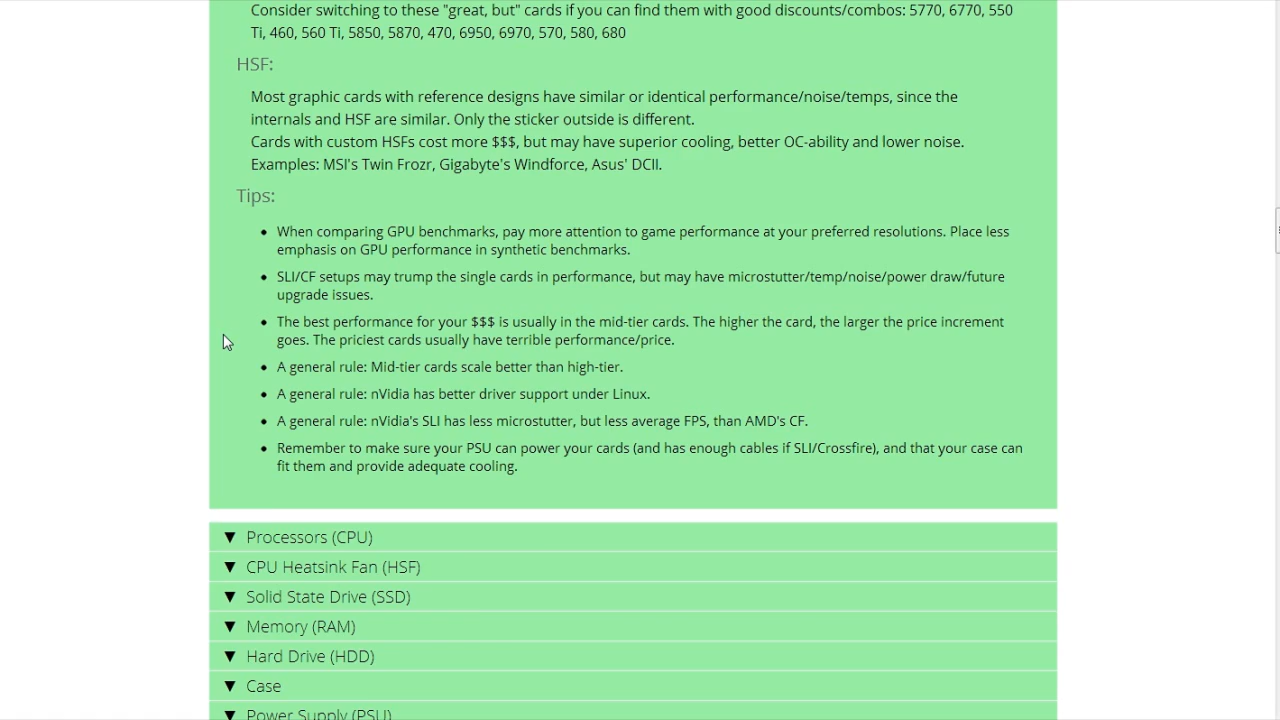 Consider switching to these "great, but" cards if you can find them with good discounts/combos: 5770, 6770, 550
Ti, 460, 560 Ti, 5850, 5870, 470, 6950, 6970, 570, 580, 680
HSF:
Most graphic cards with reference designs have similar or identical performance/noise/temps, since the
internals and HSF are similar. Only the sticker outside is different.
Cards with custom HSFs cost more $$$, but may have superior cooling, better OC-ability and lower noise.
Examples: MSI's Twin Frozr, Gigabyte's Windforce, Asus' DCII.
Tips:
• When comparing GPU benchmarks, pay more attention to game performance at your preferred resolutions. Place less
emphasis on GPU performance in synthetic benchmarks.
• SLI/CF setups may trump the single cards in performance, but may have microstutter/temp/noise/power draw/future
upgrade issues.
• The best performance for your $$$ is usually in the mid-tier cards. The higher the card, the larger the price increment
goes. The priciest cards usually have terrible performance/price.
• A general rule: Mid-tier cards scale better than high-tier.
• A general rule: nVidia has better driver support under Linux.
• A general rule: nVidia's SLI has less microstutter, but less average FPS, than AMD's CF.
• Remember to make sure your PSU can power your cards (and has enough cables if SLI/Crossfire), and that your case can
fit them and provide adequate cooling.
▼ Processors (CPU)
▼ CPU Heatsink Fan (HSF)
▼ Solid State Drive (SSD)
▼ Memory (RAM)
▼ Hard Drive (HDD)
▼ Case
▼ Power Supply (PSU)